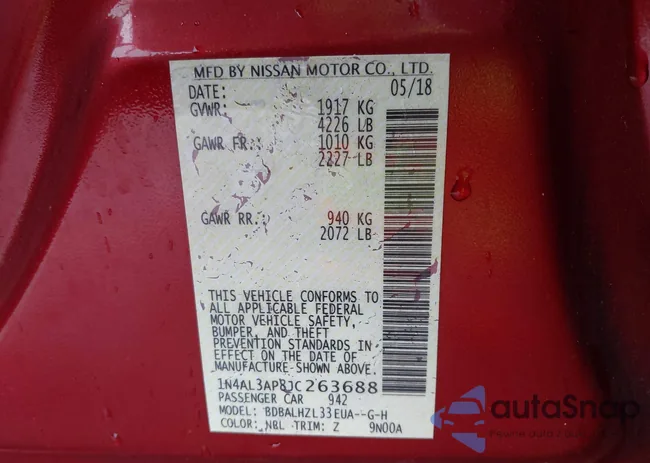 MFD BY NISSAN MOTOR CO., LTD.
DATE: 05/18
GVWR: 1917 KG
4226 LB
GAWR FR.: 1010 KG
2227 LB
GAWR RR.: 940 KG
2072 LB
THIS VEHICLE CONFORMS TO
ALL APPLICABLE FEDERAL
MOTOR VEHICLE SAFETY,
BUMPER, AND THEFT
PREVENTION STANDARDS IN
EFFECT ON THE DATE OF
MANUFACTURE SHOWN ABOVE.
1N4AL3AP8JC263688
PASSENGER CAR 942
MODEL: BDBALHZL33EUA--G-H
COLOR: NBL TRIM: Z 9N00A
autoSnap